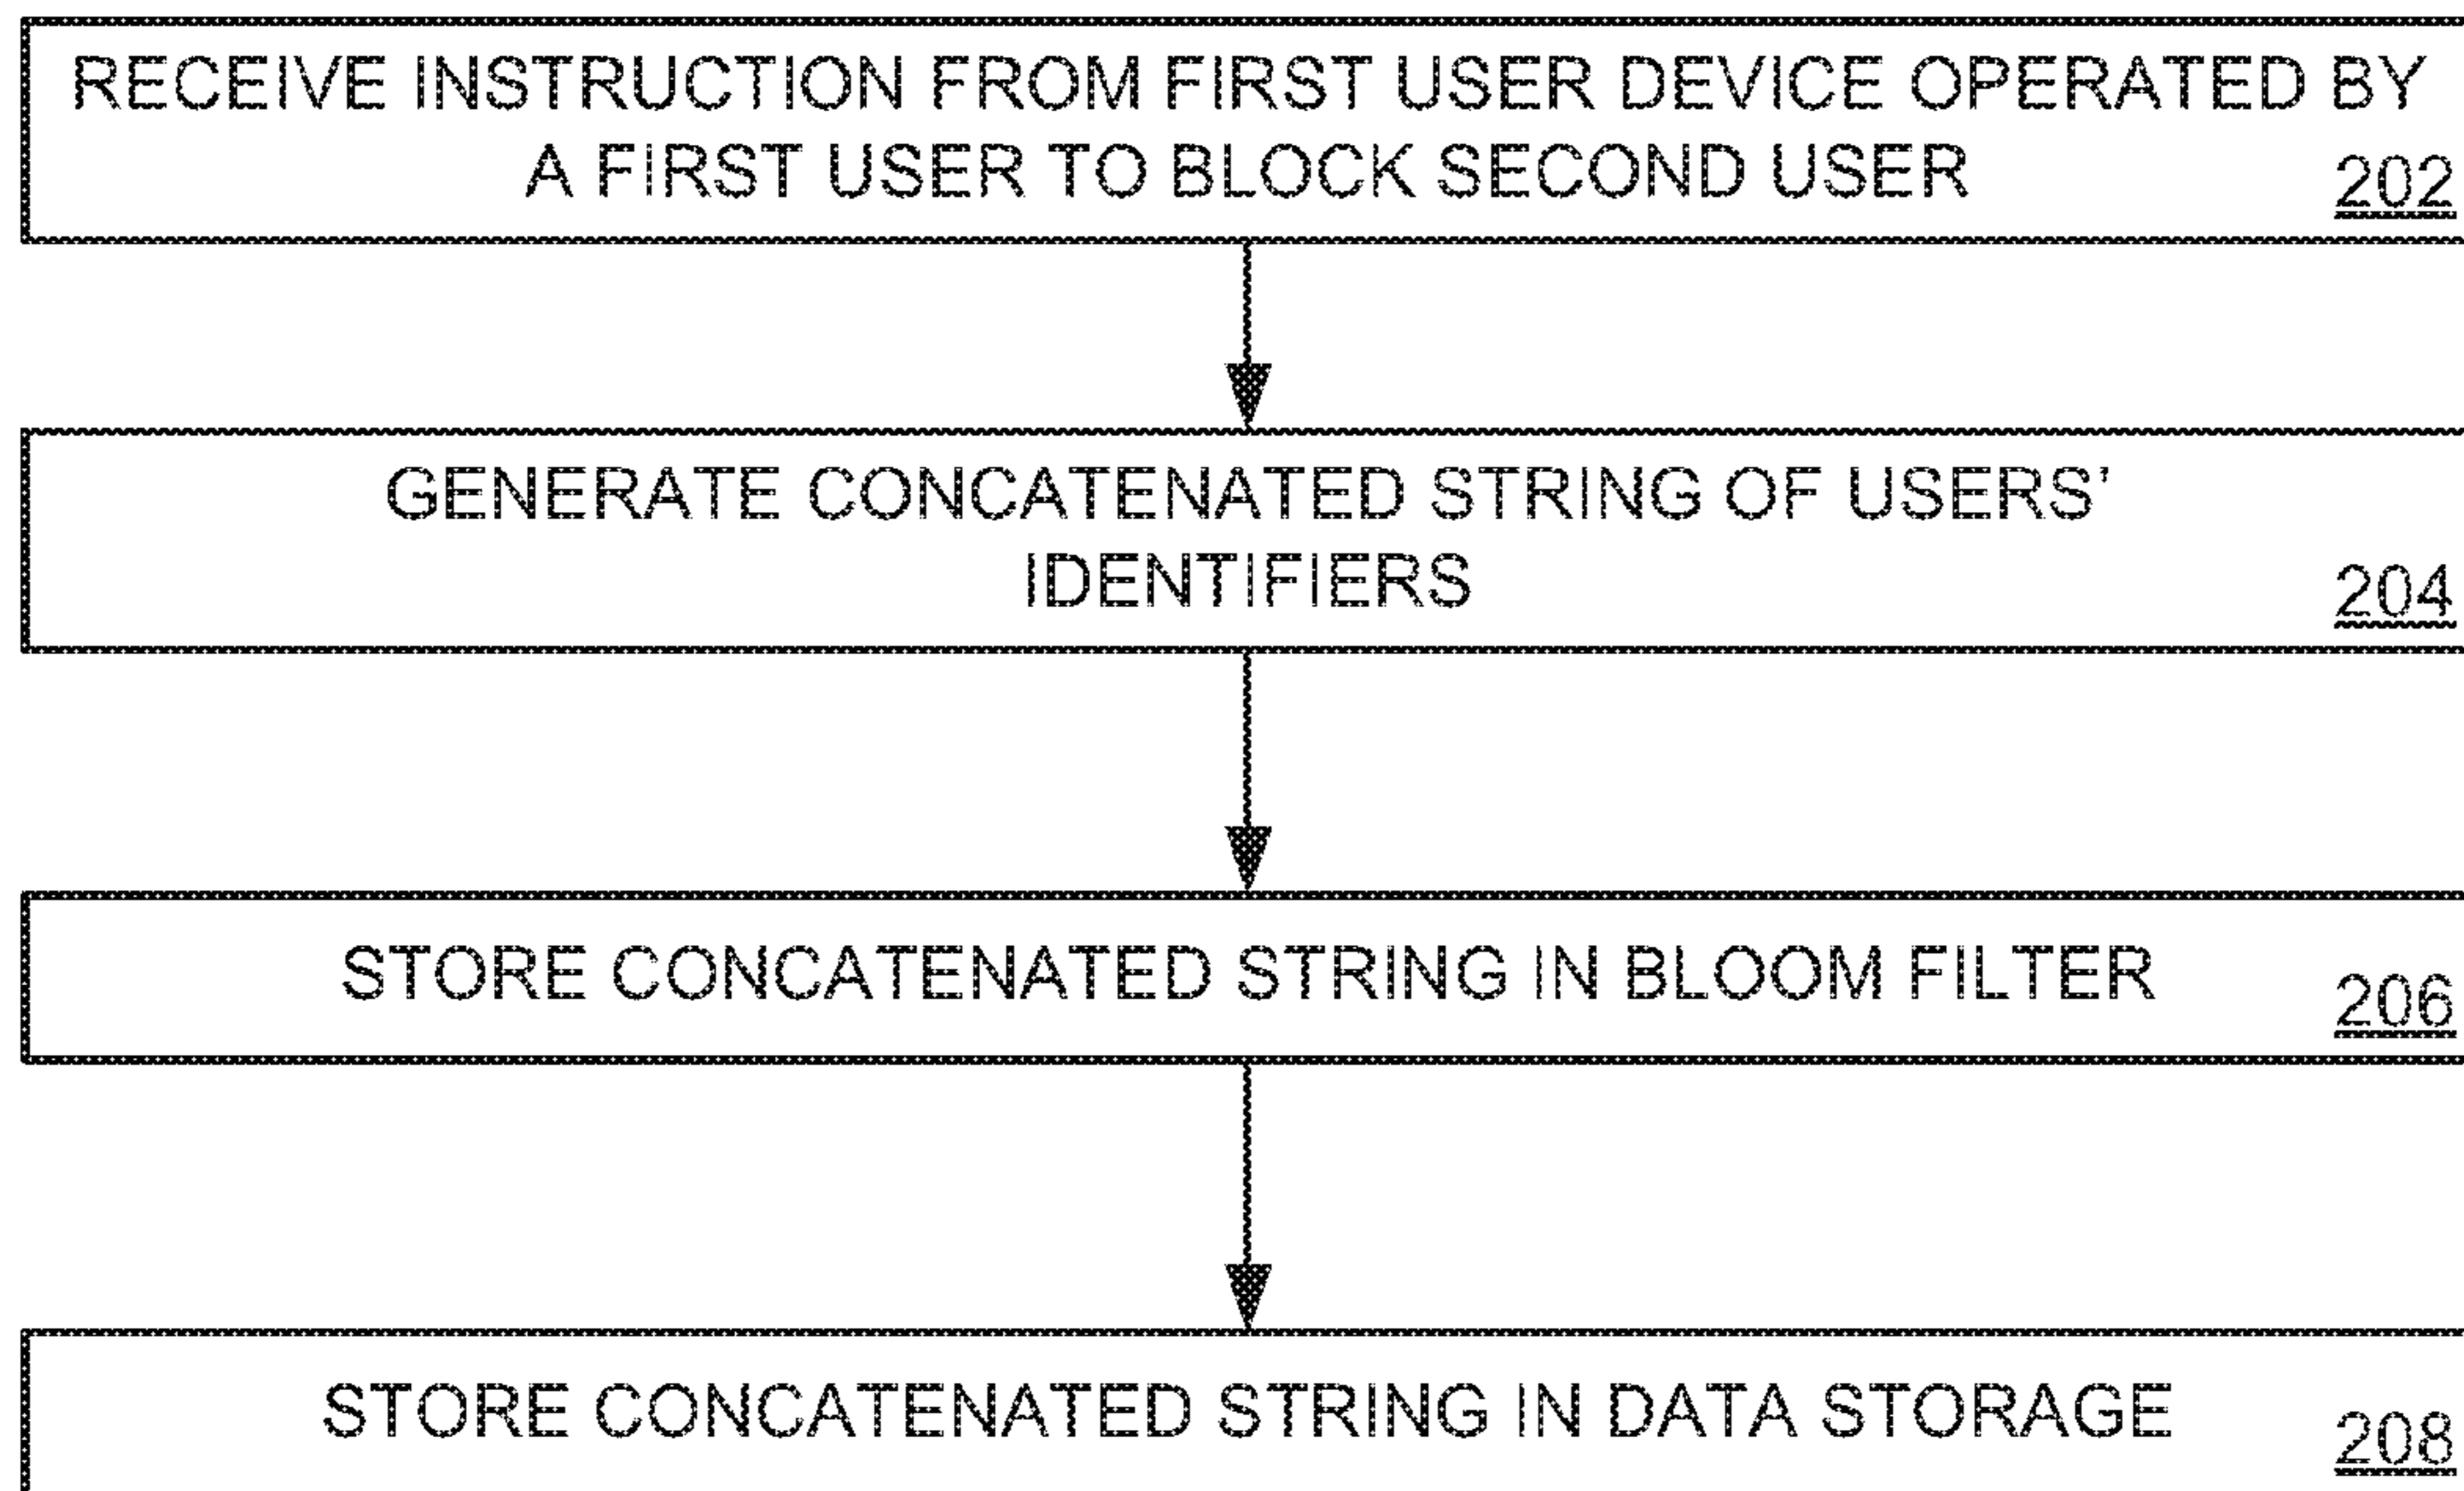 RECEIVE INSTRUCTION FROM FIRST USER DEVICE OPERATED BY
A FIRST USER TO BLOCK SECOND USER
202
GENERATE CONCATENATED STRING OF USERS’
IDENTIFIERS
204
STORE CONCATENATED STRING IN BLOOM FILTER
206
STORE CONCATENATED STRING IN DATA STORAGE
208